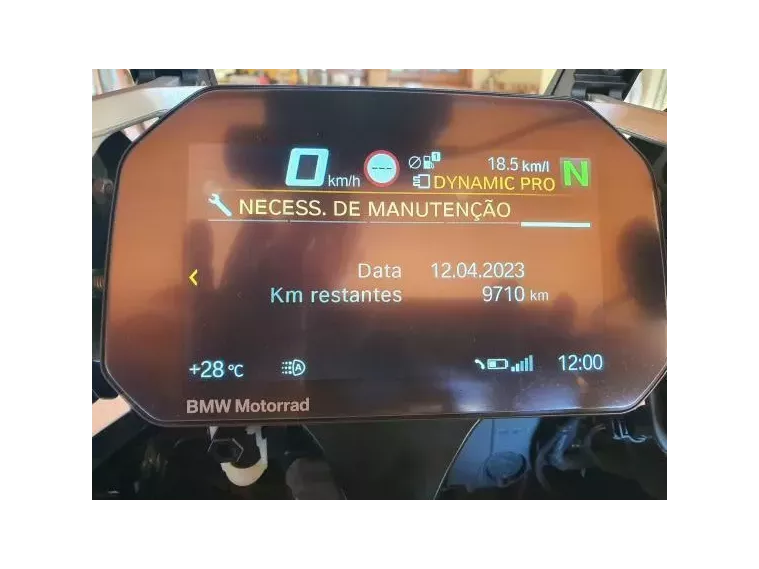 0 km/h --- 1 18.5 km/l N
DYNAMIC PRO
NECESS. DE MANUTENÇÃO
Data 12.04.2023
Km restantes 9710 km
+28 °C A 12:00
BMW Motorrad